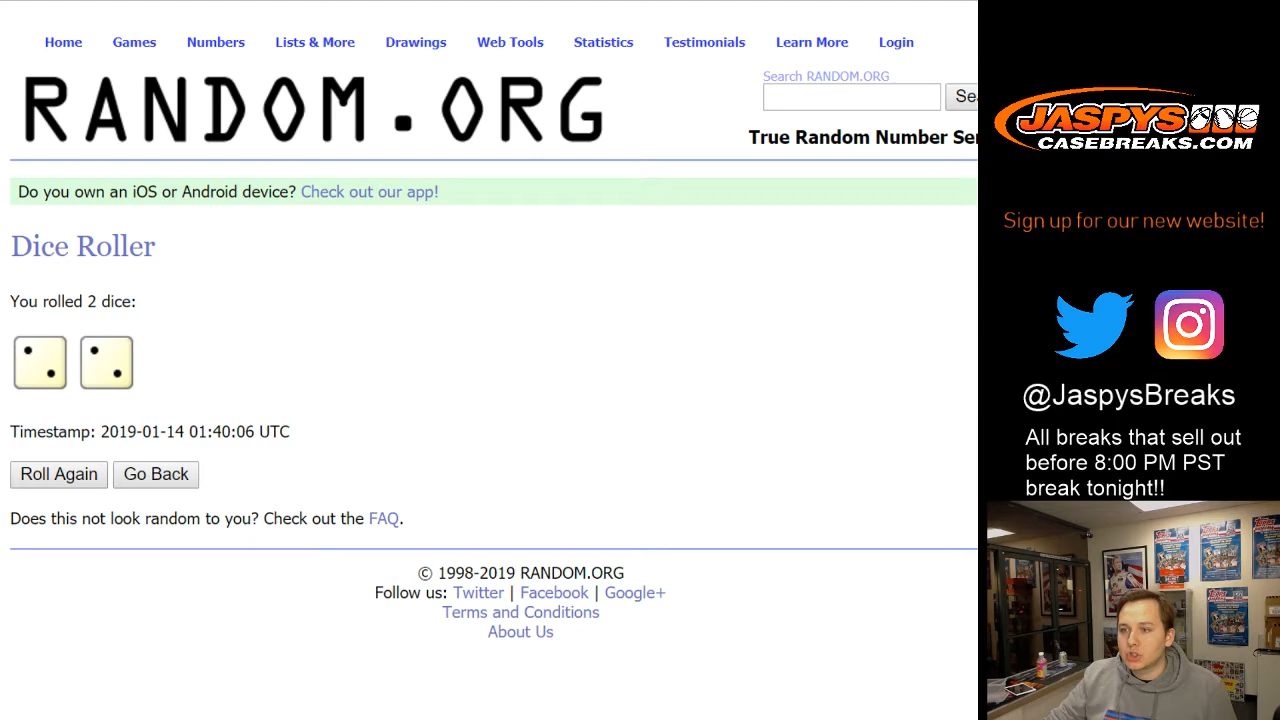 Home Games Numbers Lists & More Drawings Web Tools Statistics Testimonials Learn More Login
RANDOM.ORG
Search RANDOM.ORG
True Random Number Ser
Do you own an iOS or Android device? Check out our app!
Dice Roller
You rolled 2 dice:
Timestamp: 2019-01-14 01:40:06 UTC
Roll Again Go Back
Does this not look random to you? Check out the FAQ.
© 1998-2019 RANDOM.ORG
Follow us: Twitter | Facebook | Google+
Terms and Conditions
About Us
JASPYS
CASEBREAKS.COM
Sign up for our new website!
@JaspysBreaks
All breaks that sell out
before 8:00 PM PST
break tonight!!
Topps
Topps